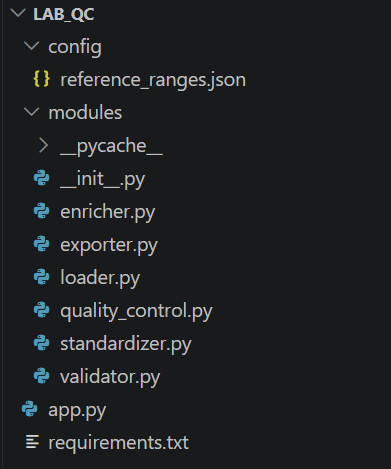 LAB_QC
config
{} reference_ranges.json
modules
__pycache__
__init__.py
enricher.py
exporter.py
loader.py
quality_control.py
standardizer.py
validator.py
app.py
requirements.txt